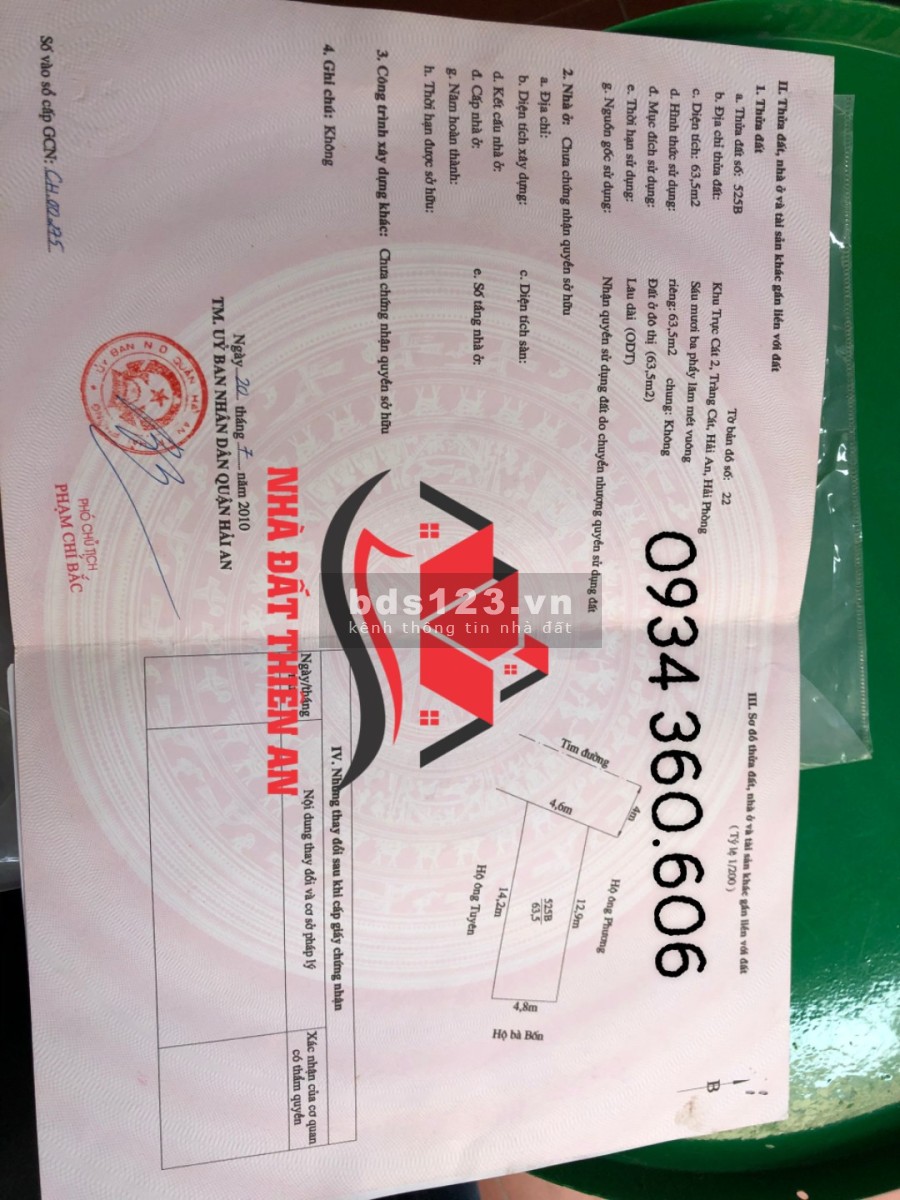 II. Thửa đất, nhà ở và tài sản khác gắn liền với đất
1. Thửa đất
a. Thửa đất số: 525B Tờ bản đồ số: 22
b. Địa chỉ thửa đất: Khu Trực Cát 2, Tràng Cát, Hải An, Hải Phòng
c. Diện tích: 63,5m2 Sáu mươi ba phẩy lăm mét vuông
d. Hình thức sử dụng: riêng: 63,5m2 chung: Không
đ. Mục đích sử dụng: Đất ở đô thị (63,5m2)
e. Thời hạn sử dụng: Lâu dài (ODT)
g. Nguồn gốc sử dụng: Nhận quyền sử dụng đất do chuyển nhượng quyền sử dụng đất
2. Nhà ở: Chưa chứng nhận quyền sở hữu
a. Địa chỉ:
b. Diện tích xây dựng: c. Diện tích sàn:
d. Kết cấu nhà ở:
đ. Cấp nhà ở: e. Số tầng nhà ở:
g. Năm hoàn thành:
h. Thời hạn được sở hữu:
3. Công trình xây dựng khác: Chưa chứng nhận quyền sở hữu
4. Ghi chú: Không
Ngày 20 tháng 7 năm 2010
TM. UỶ BAN NHÂN DÂN QUẬN HẢI AN
PHÓ CHỦ TỊCH
PHẠM CHÍ BẮC
Số vào sổ cấp GCN: CH.00275
III. Sơ đồ thửa đất, nhà ở và tài sản khác gắn liền với đất
(Tỷ lệ 1/200)
B
Tim đường
4m
4,6m
Hộ ông Phương
12,9m
525B
63,5
14,2m
Hộ ông Tuyên
4,8m
Hộ bà Bốn
IV. Những thay đổi sau khi cấp giấy chứng nhận
Ngày/tháng
Nội dung thay đổi và cơ sở pháp lý
Xác nhận của cơ quan
có thẩm quyền
0934 360.606
NHÀ ĐẤT THIÊN AN
bds123.vn
kênh thông tin nhà đất